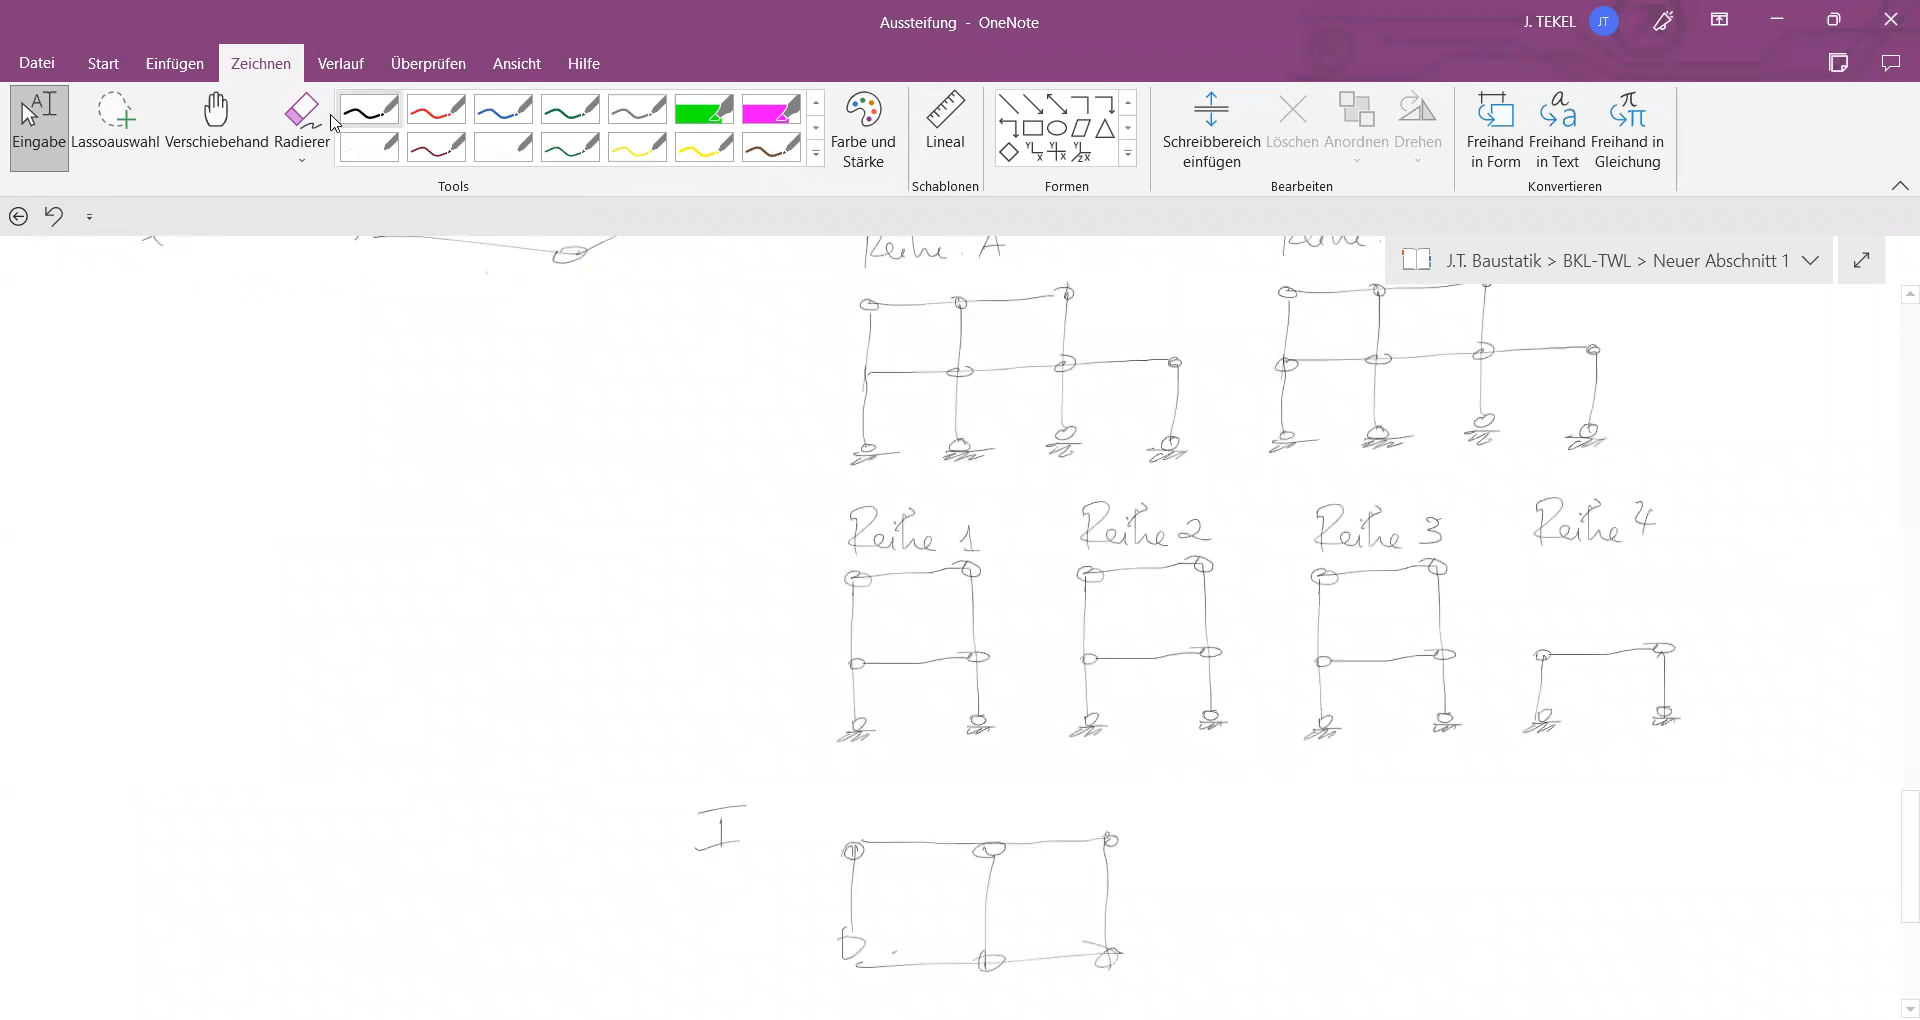 Aussteifung - OneNote
J. TEKEL
JT
Datei
Start
Einfügen
Zeichnen
Verlauf
Überprüfen
Ansicht
Hilfe
Eingabe
Lassoauswahl
Verschiebehand
Radierer
Farbe und
Stärke
Lineal
Schreibbereich
einfügen
Löschen
Anordnen
Drehen
Freihand
in Form
Freihand
in Text
Freihand in
Gleichung
Tools
Schablonen
Formen
Bearbeiten
Konvertieren
J.T. Baustatik > BKL-TWL > Neuer Abschnitt 1
Reihe. A
Reihe.
Reihe 1
Reihe 2
Reihe 3
Reihe 4
I